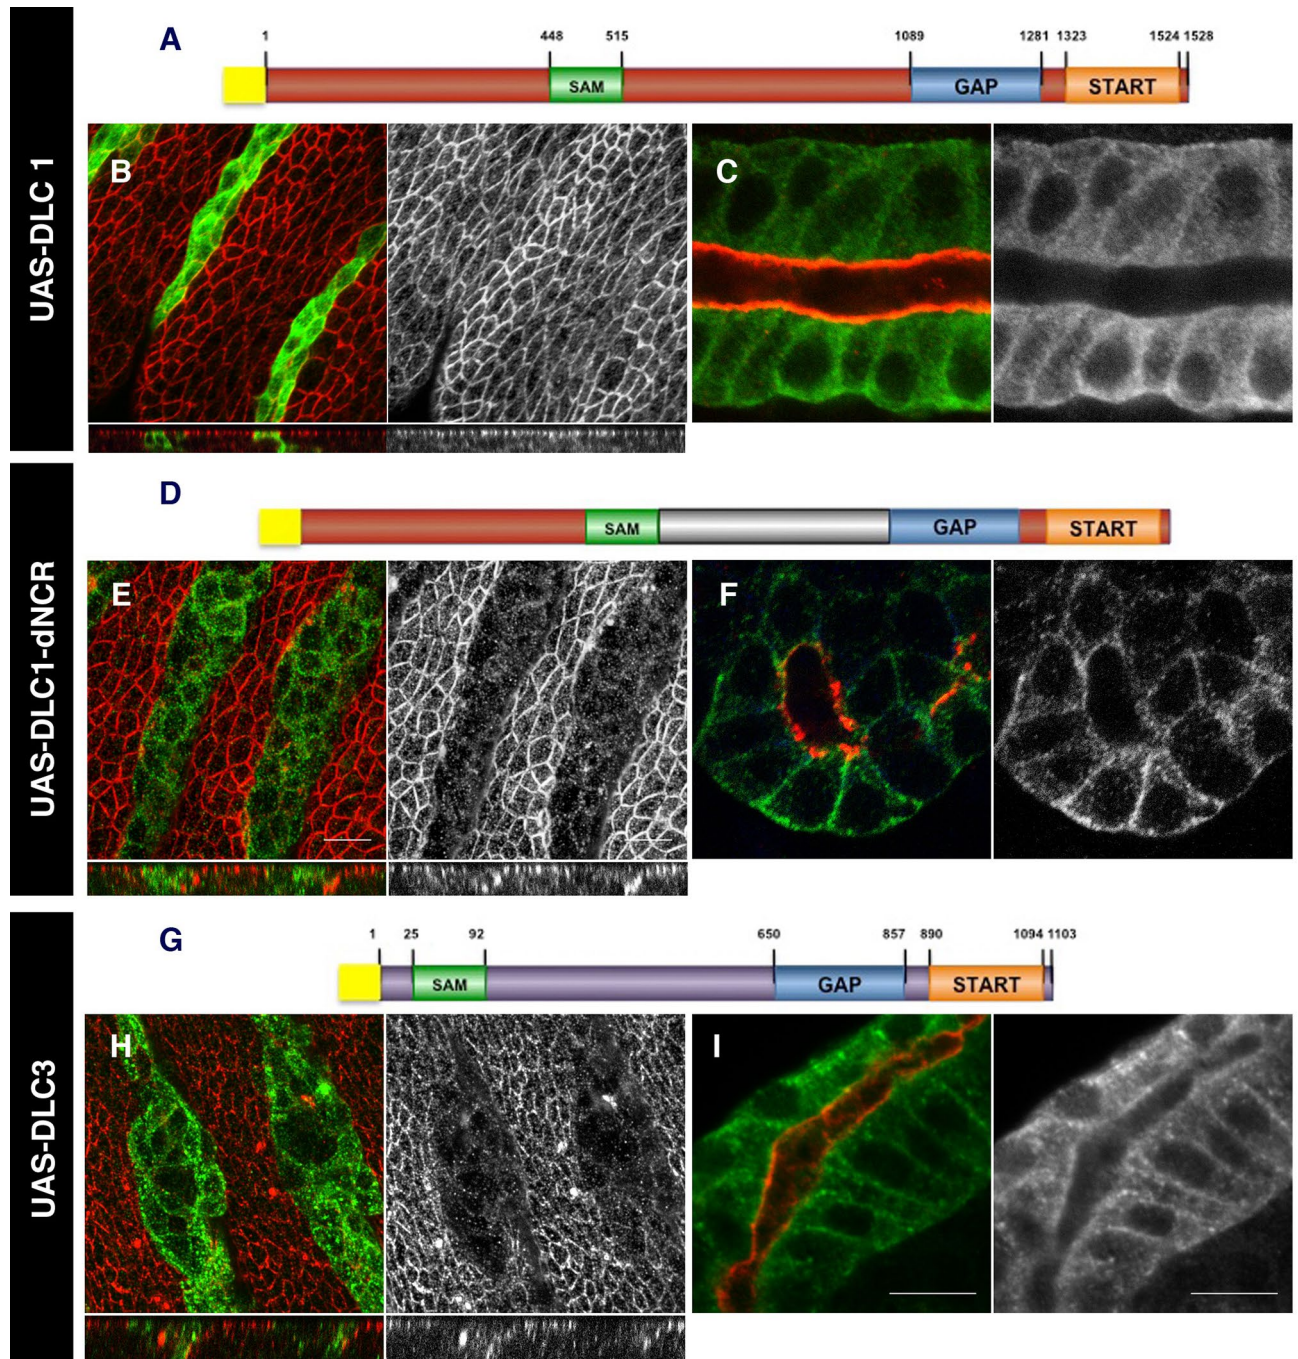 UAS-DLC 1
A
1 448 515 1089 1281 1323 1524 1528
SAM GAP START
B C
UAS-DLC1-dNCR
D
SAM GAP START
E F
UAS-DLC3
G
1 25 92 650 857 890 1094 1103
SAM GAP START
H I